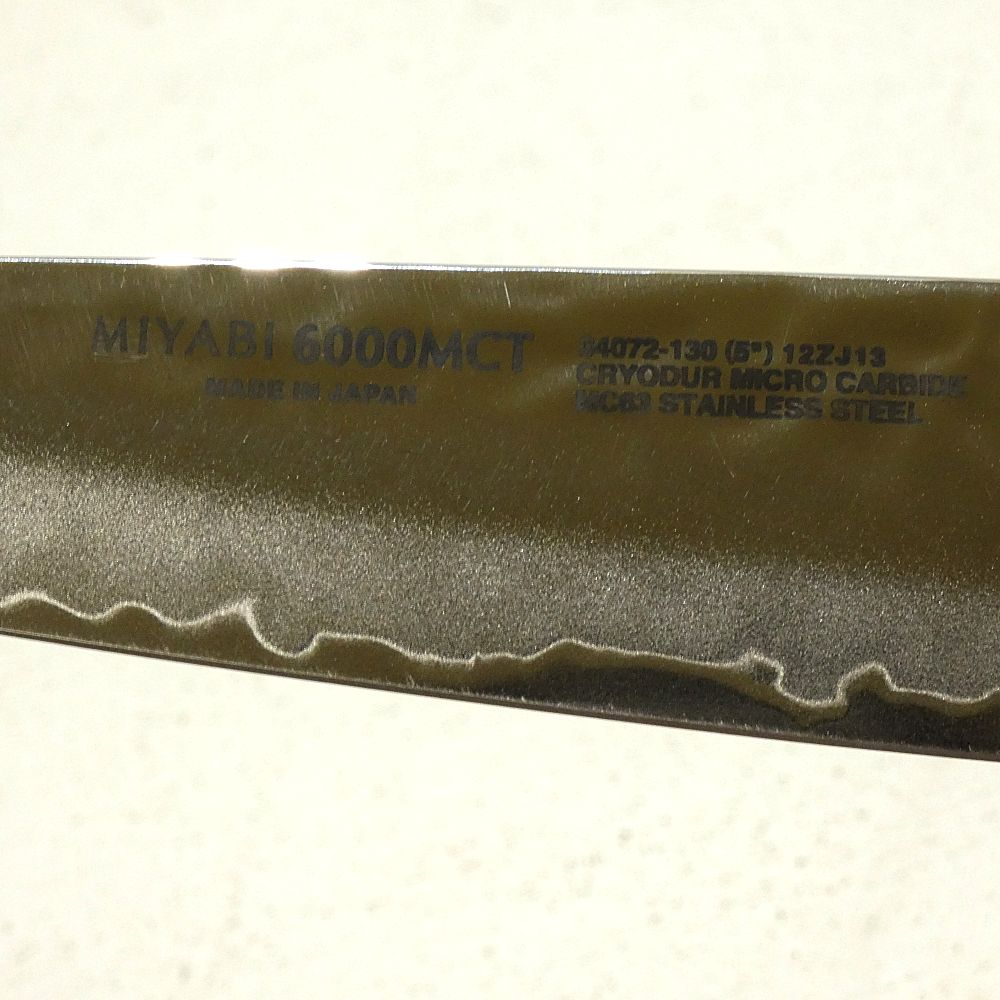 MIYABI 6000MCT
MADE IN JAPAN
34072-130 (5") 12ZJ13
CRYODUR MICRO CARBIDE
MC63 STAINLESS STEEL